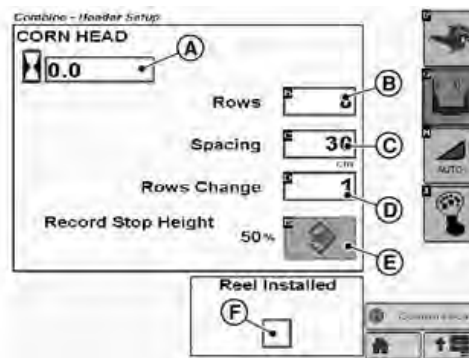 Combine - Header Setup
CORN HEAD
A
0.0
B
Rows 8
Spacing 30
C
cm
Rows Change 1
D
Record Stop Height
50%
E
Reel Installed
F
AUTO